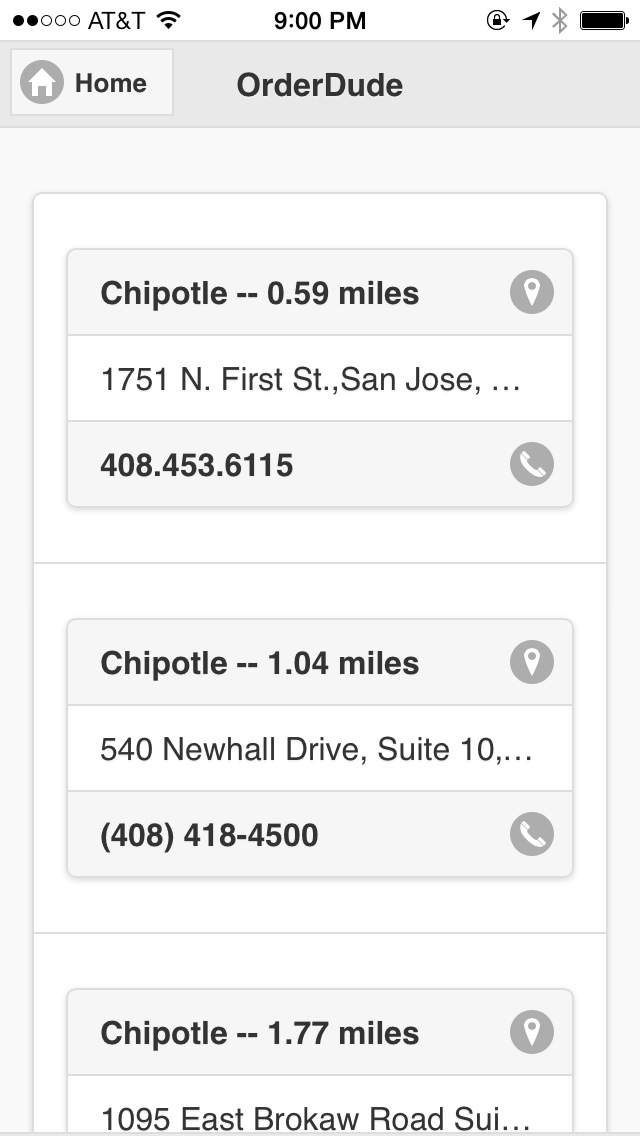 AT&T 9:00 PM
Home OrderDude
Chipotle -- 0.59 miles
1751 N. First St.,San Jose, ...
408.453.6115
Chipotle -- 1.04 miles
540 Newhall Drive, Suite 10,...
(408) 418-4500
Chipotle -- 1.77 miles
1095 East Brokaw Road Sui...